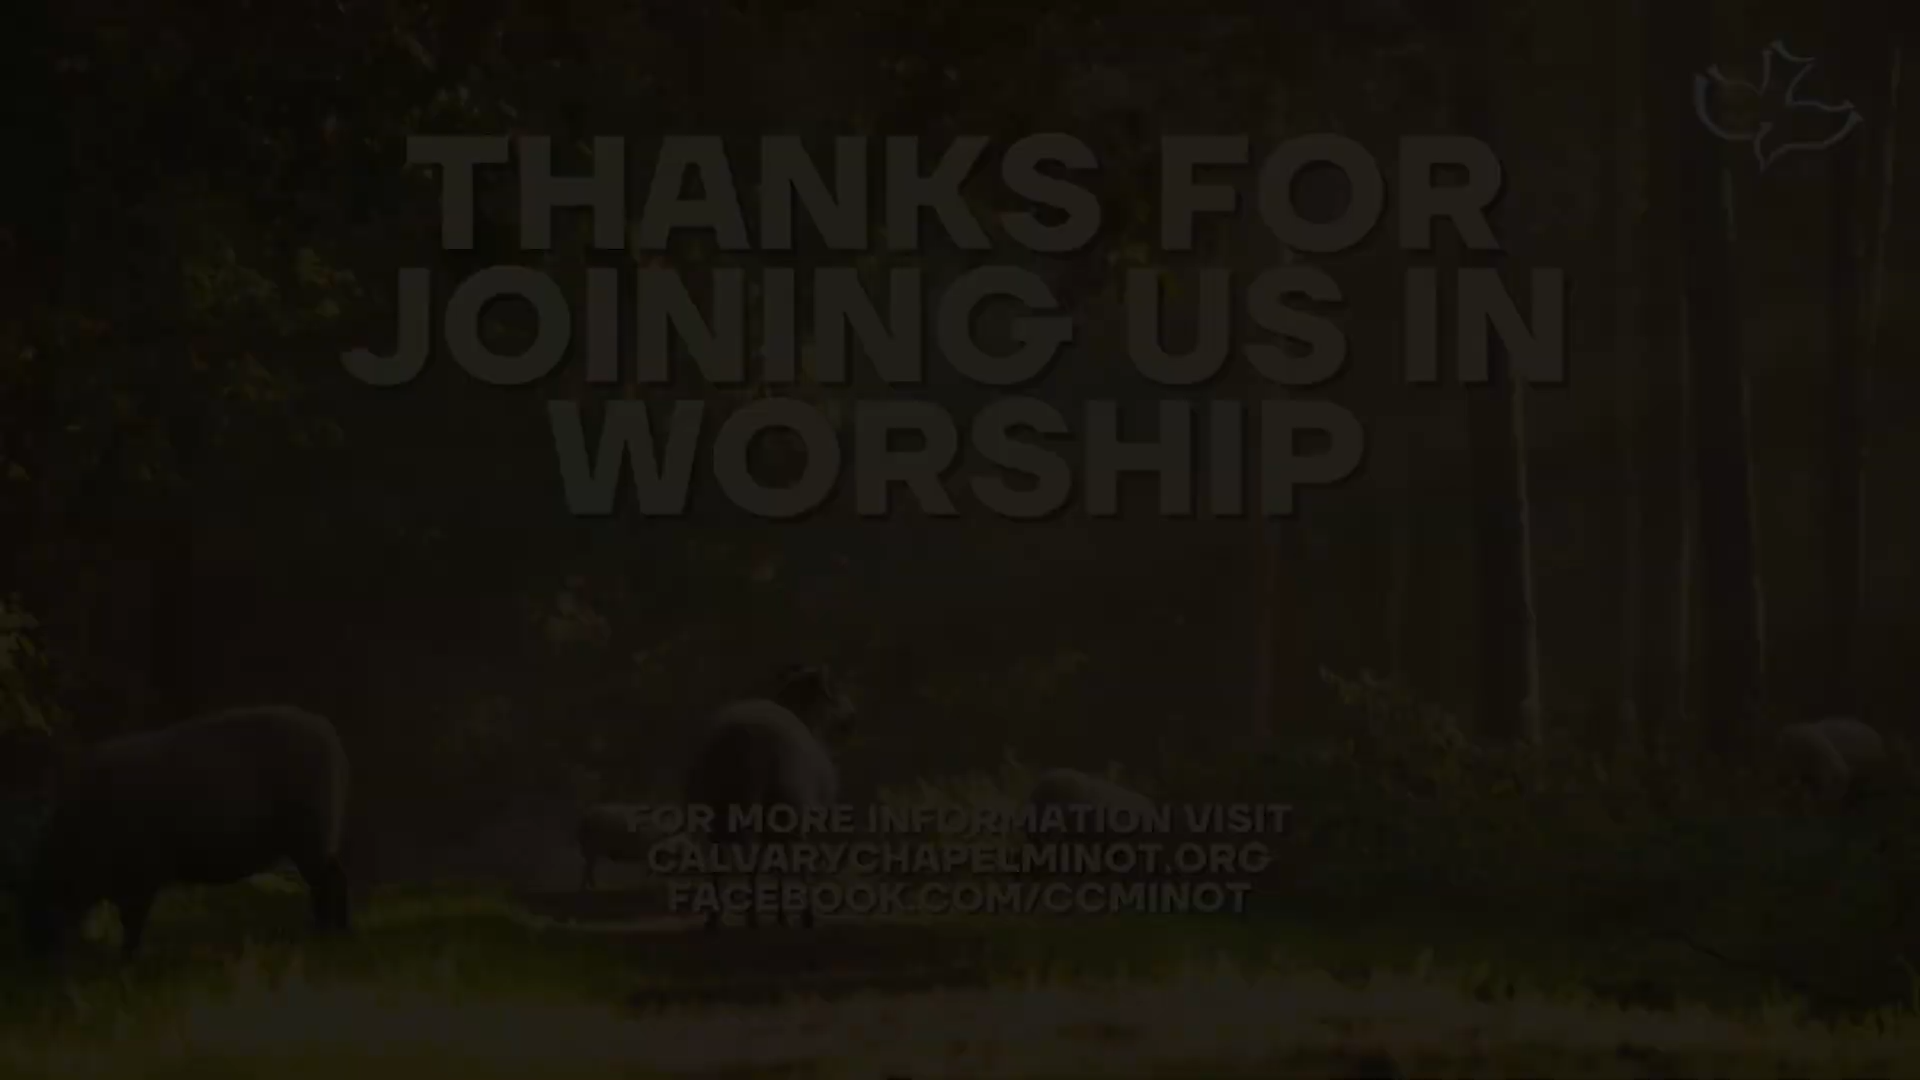 THANKS FOR
JOINING US IN
WORSHIP
FOR MORE INFORMATION VISIT
CALVARYCHAPELMINOT.ORG
FACEBOOK.COM/CCMINOT